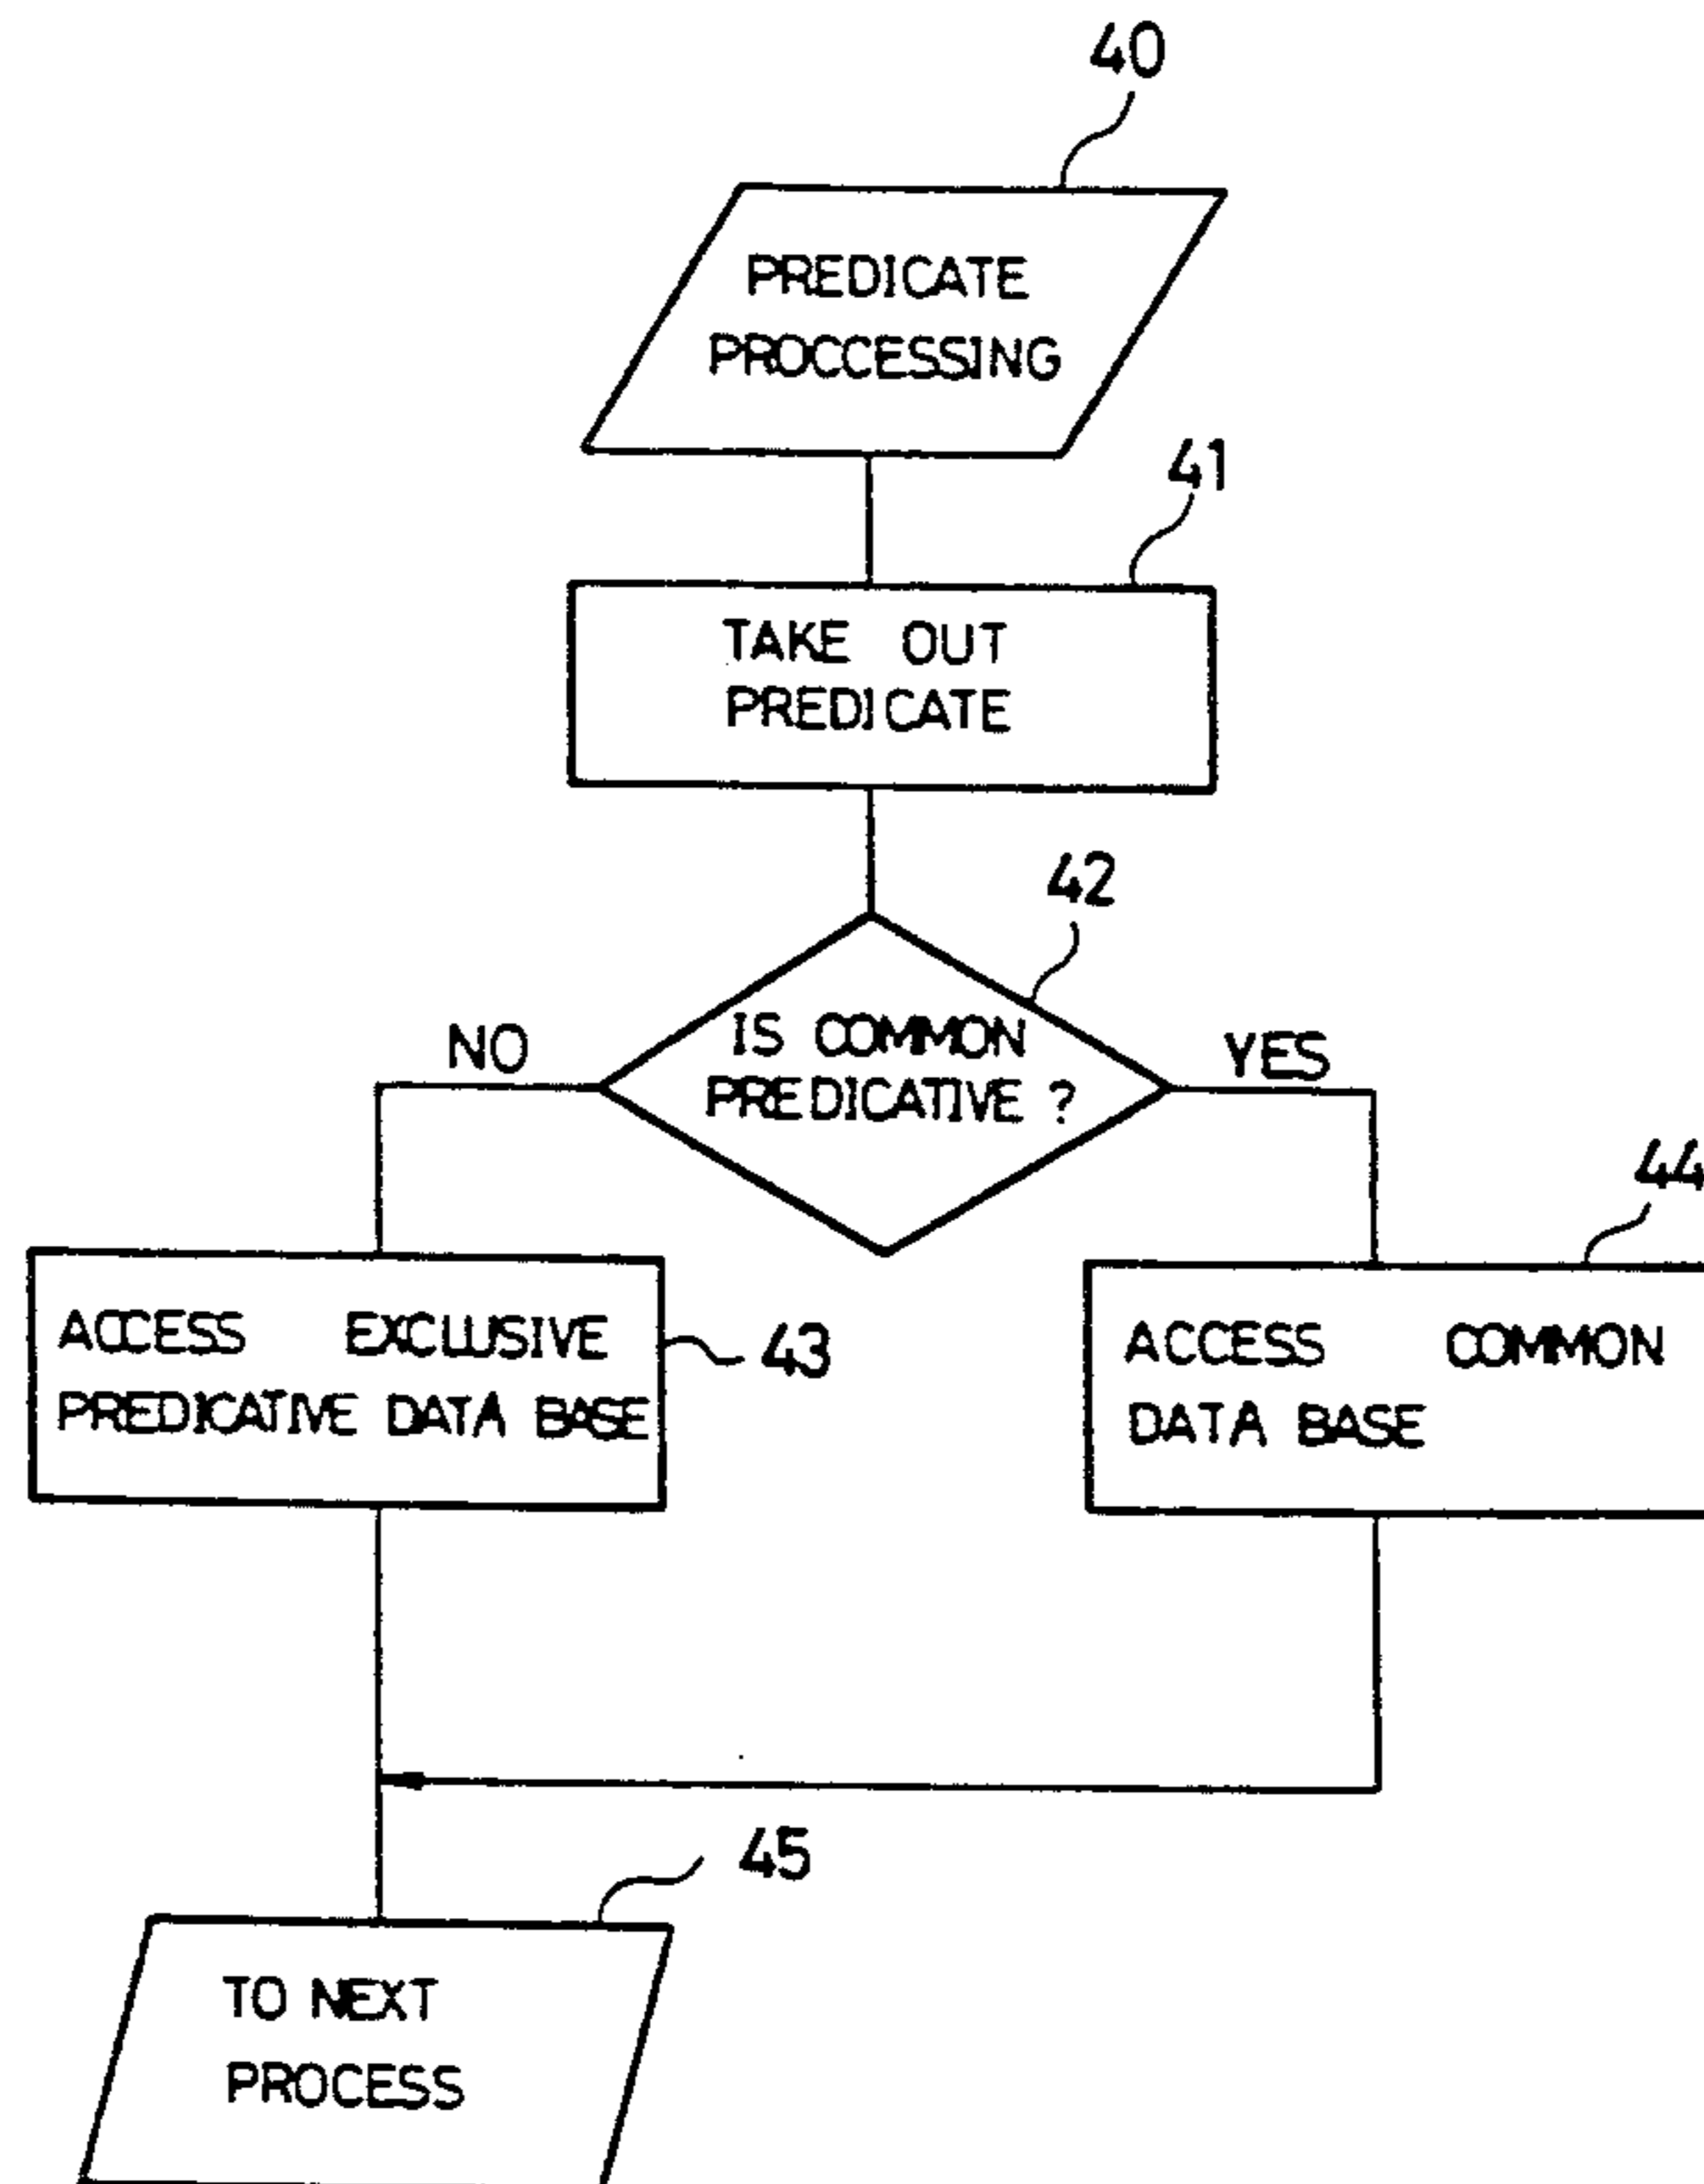 40
PREDICATE
PROCCESSING
41
TAKE OUT
PREDICATE
42
IS COMMON
PREDICATIVE ?
NO
YES
44
ACCESS EXCLUSIVE
PREDICATIVE DATA BASE
43
ACCESS COMMON
DATA BASE
45
TO NEXT
PROCESS